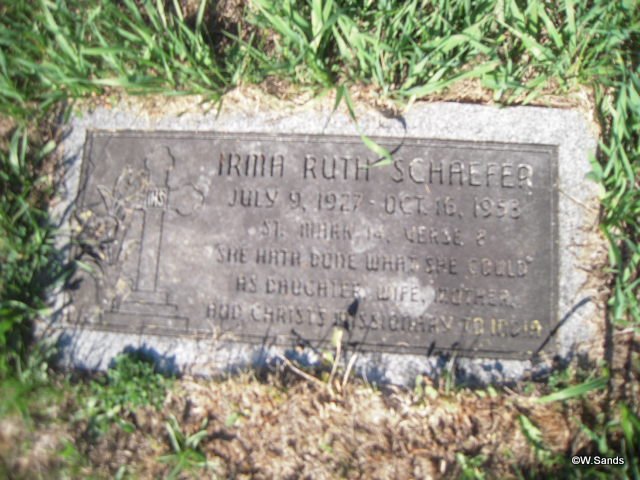 IRMA RUTH SCHAEFER
JULY 9, 1927 - OCT. 16, 1953
ST. MARK 14, VERSE 8
SHE HATH DONE WHAT SHE COULD
AS DAUGHTER, WIFE, MOTHER,
AND CHRIST'S MISSIONARY TO INDIA
IHS
©W.Sands